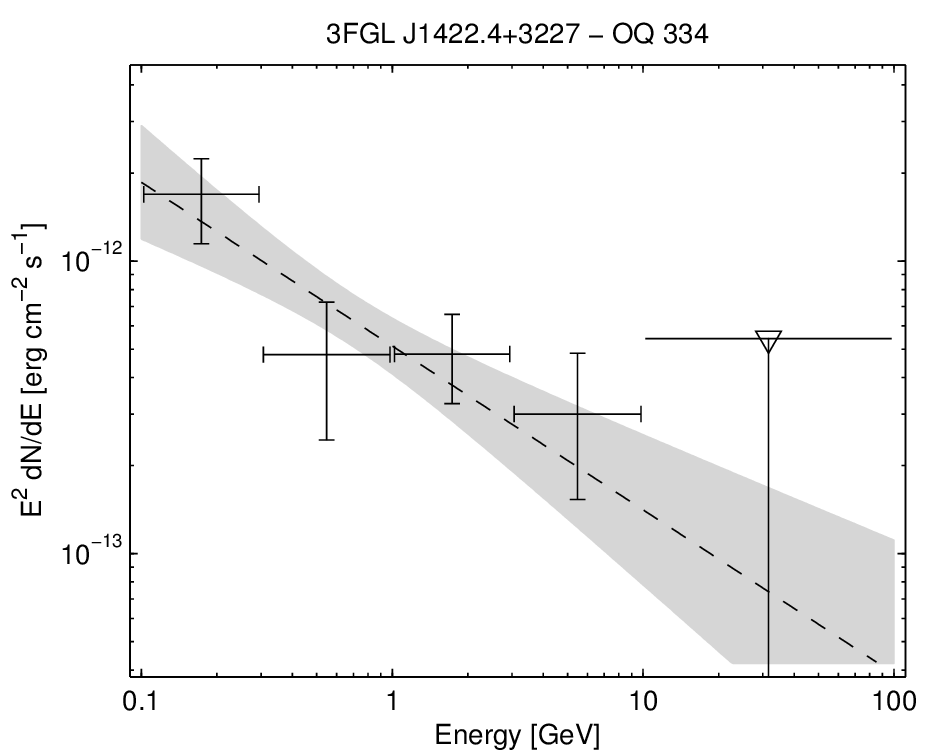 3FGL J1422.4+3227 − OQ 334
E² dN/dE [erg cm⁻² s⁻¹]
10⁻¹²
10⁻¹³
0.1 1 10 100
Energy [GeV]